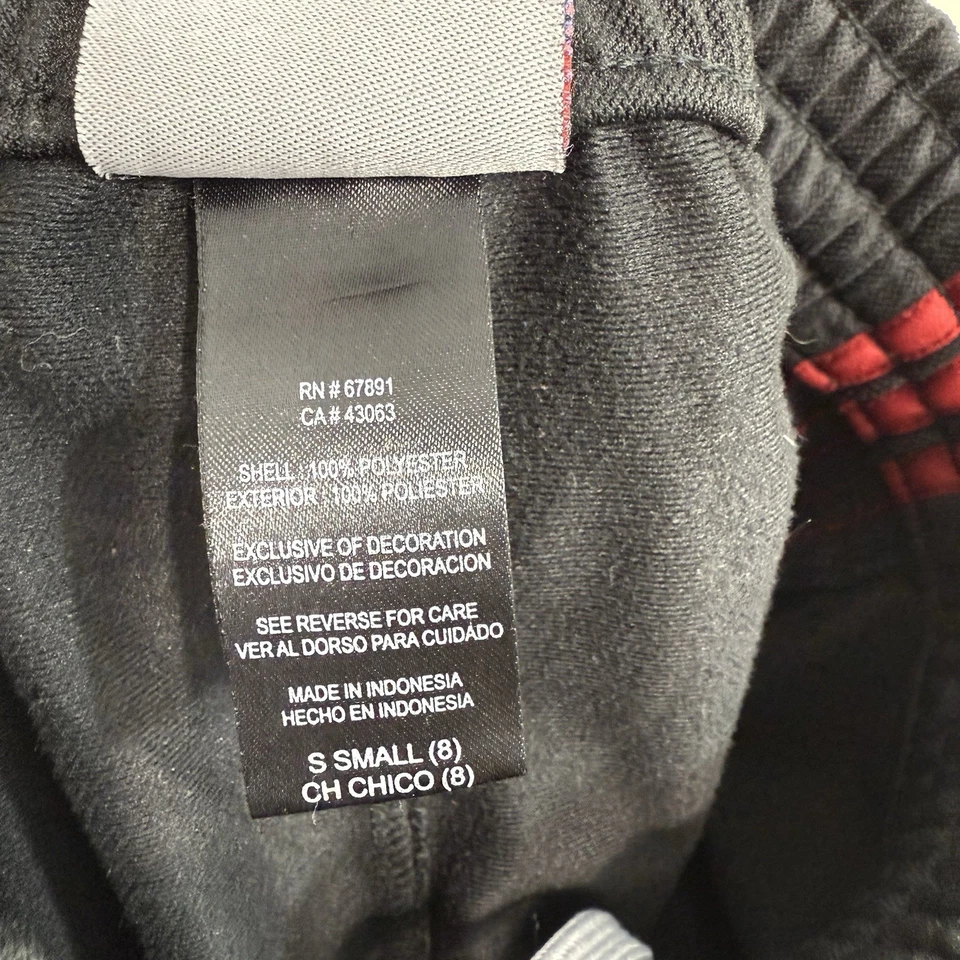 RN # 67891
CA # 43063
SHELL : 100% POLYESTER
EXTERIOR : 100% POLIESTER
EXCLUSIVE OF DECORATION
EXCLUSIVO DE DECORACION
SEE REVERSE FOR CARE
VER AL DORSO PARA CUIDADO
MADE IN INDONESIA
HECHO EN INDONESIA
S SMALL (8)
CH CHICO (8)